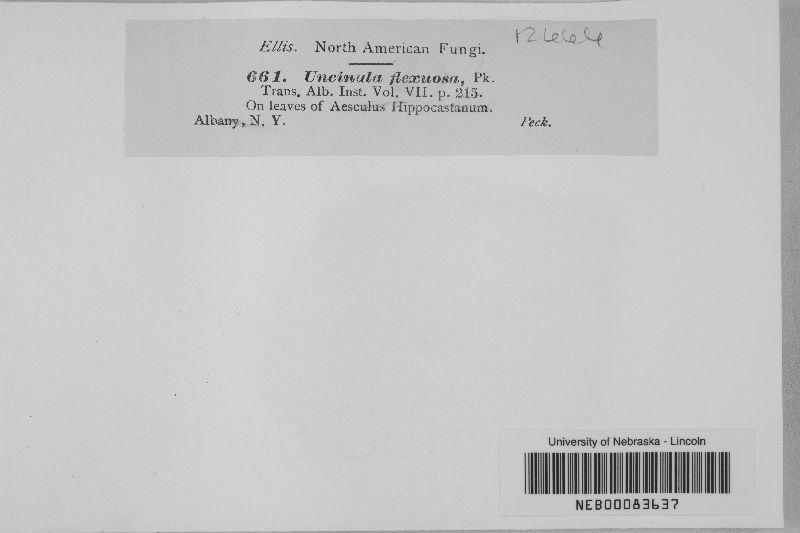 Ellis. North American Fungi.
661. Uncinula flexuosa, Pk.
Trans. Alb. Inst. Vol. VII. p. 215.
On leaves of Aesculus Hippocastanum.
Albany, N. Y. Peck.
University of Nebraska - Lincoln
NEB00083637